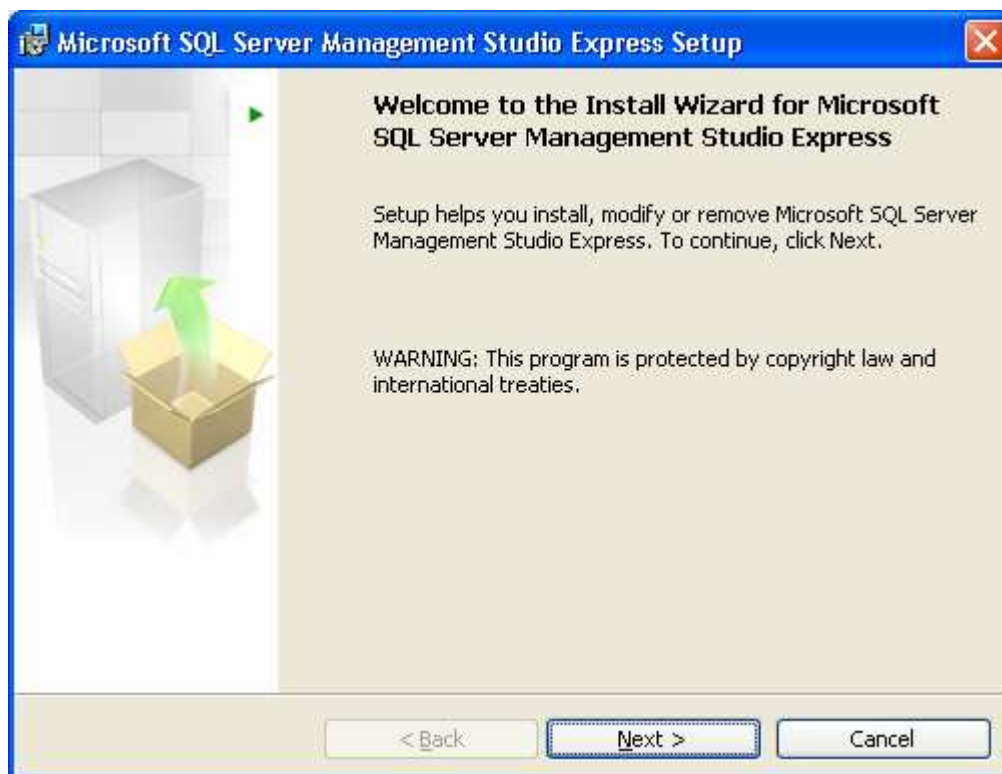 Microsoft SQL Server Management Studio Express Setup
Welcome to the Install Wizard for Microsoft
SQL Server Management Studio Express
Setup helps you install, modify or remove Microsoft SQL Server
Management Studio Express. To continue, click Next.
WARNING: This program is protected by copyright law and
international treaties.
< Back
Next >
Cancel